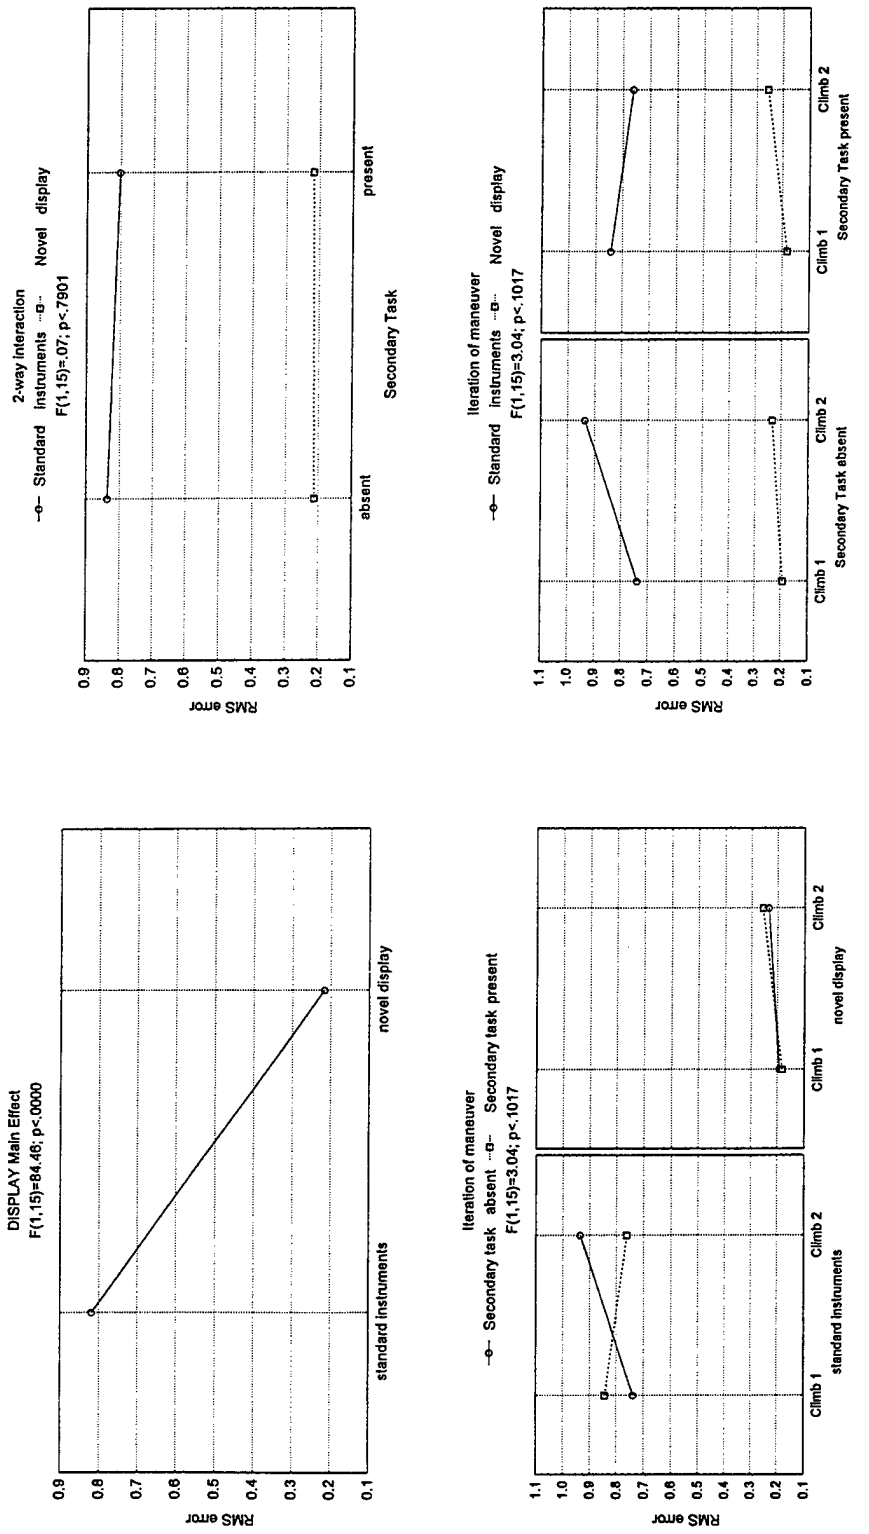 DISPLAY Main Effect
F(1,15)=84.46; p<.0000
0.9
0.8
0.7
0.6
0.5
0.4
0.3
0.2
0.1
RMS error
standard instruments
novel display
2-way interaction
Standard instruments Novel display
F(1,15)=.07; p<.7901
0.9
0.8
0.7
0.6
0.5
0.4
0.3
0.2
0.1
RMS error
absent
present
Secondary Task
Iteration of maneuver
Secondary task absent Secondary task present
F(1,15)=3.04; p<.1017
1.1
1.0
0.9
0.8
0.7
0.6
0.5
0.4
0.3
0.2
0.1
RMS error
Climb 1 Climb 2
standard instruments
Climb 1 Climb 2
novel display
Iteration of maneuver
Standard instruments Novel display
F(1,15)=3.04; p<.1017
1.1
1.0
0.9
0.8
0.7
0.6
0.5
0.4
0.3
0.2
0.1
RMS error
Climb 1 Climb 2
Secondary Task absent
Climb 1 Climb 2
Secondary Task present